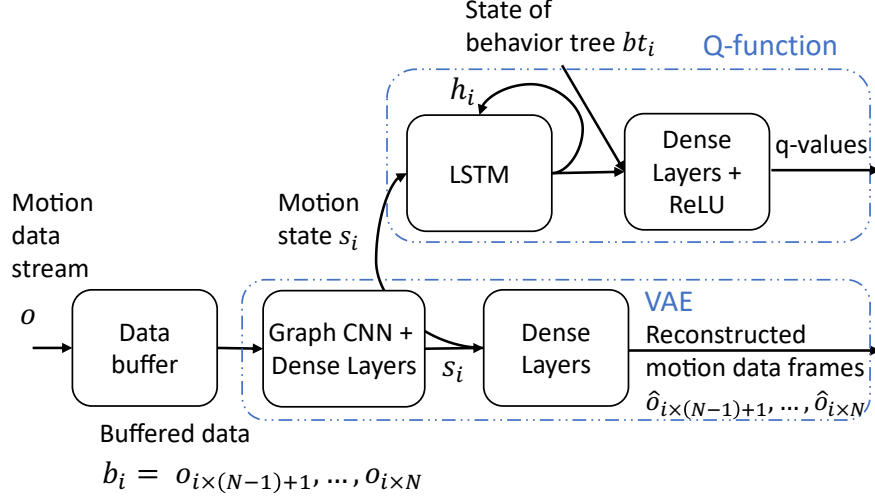 State of
behavior tree bt_i
Q-function
h_i
LSTM
Dense
Layers +
ReLU
q-values
Motion
data
stream
o
Motion
state s_i
Data
buffer
VAE
Graph CNN +
Dense Layers
s_i
Dense
Layers
Reconstructed
motion data frames
ô_{i×(N−1)+1}, ..., ô_{i×N}
Buffered data
b_i = o_{i×(N−1)+1}, ..., o_{i×N}